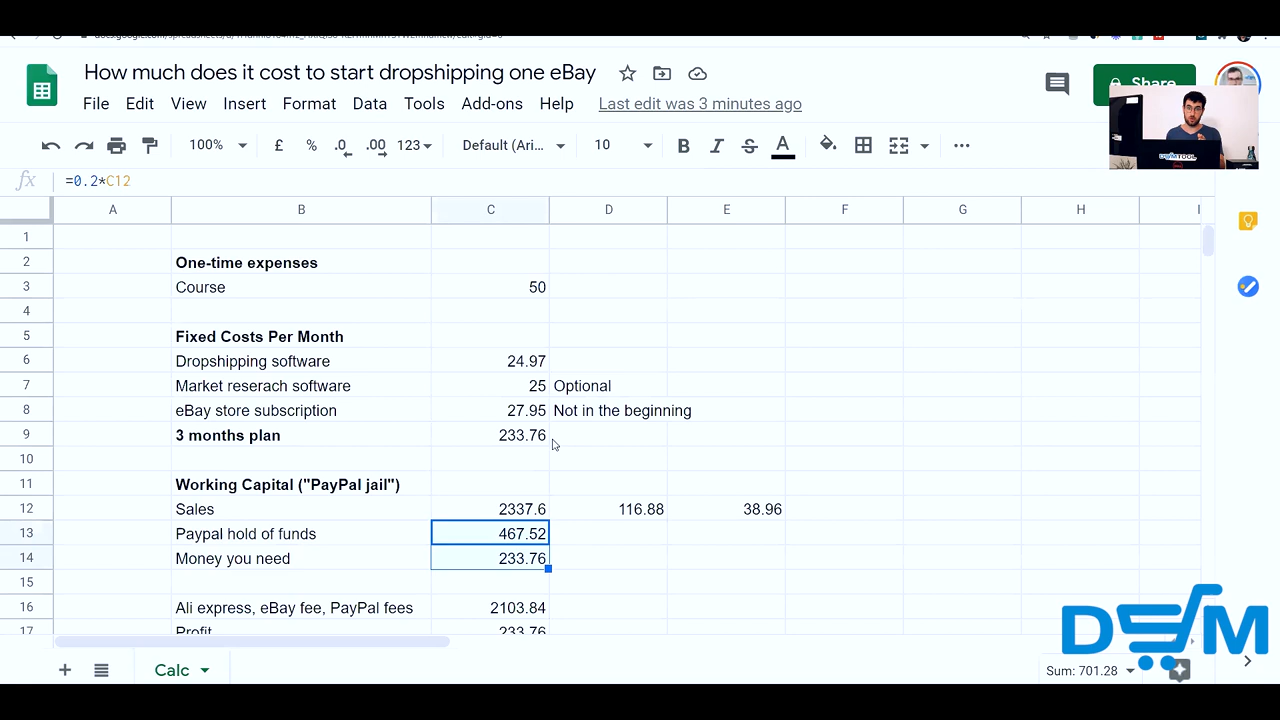 How much does it cost to start dropshipping one eBay
File Edit View Insert Format Data Tools Add-ons Help Last edit was 3 minutes ago
Share
100% £ % .0 .00 123 Default (Ari... 10 B I S A ...
fx =0.2*C12
A B C D E F G H I
1
2 One-time expenses
3 Course 50
4
5 Fixed Costs Per Month
6 Dropshipping software 24.97
7 Market reserach software 25 Optional
8 eBay store subscription 27.95 Not in the beginning
9 3 months plan 233.76
10
11 Working Capital ("PayPal jail")
12 Sales 2337.6 116.88 38.96
13 Paypal hold of funds 467.52
14 Money you need 233.76
15
16 Ali express, eBay fee, PayPal fees 2103.84
17 Profit 233.76
DSM
Calc
Sum: 701.28